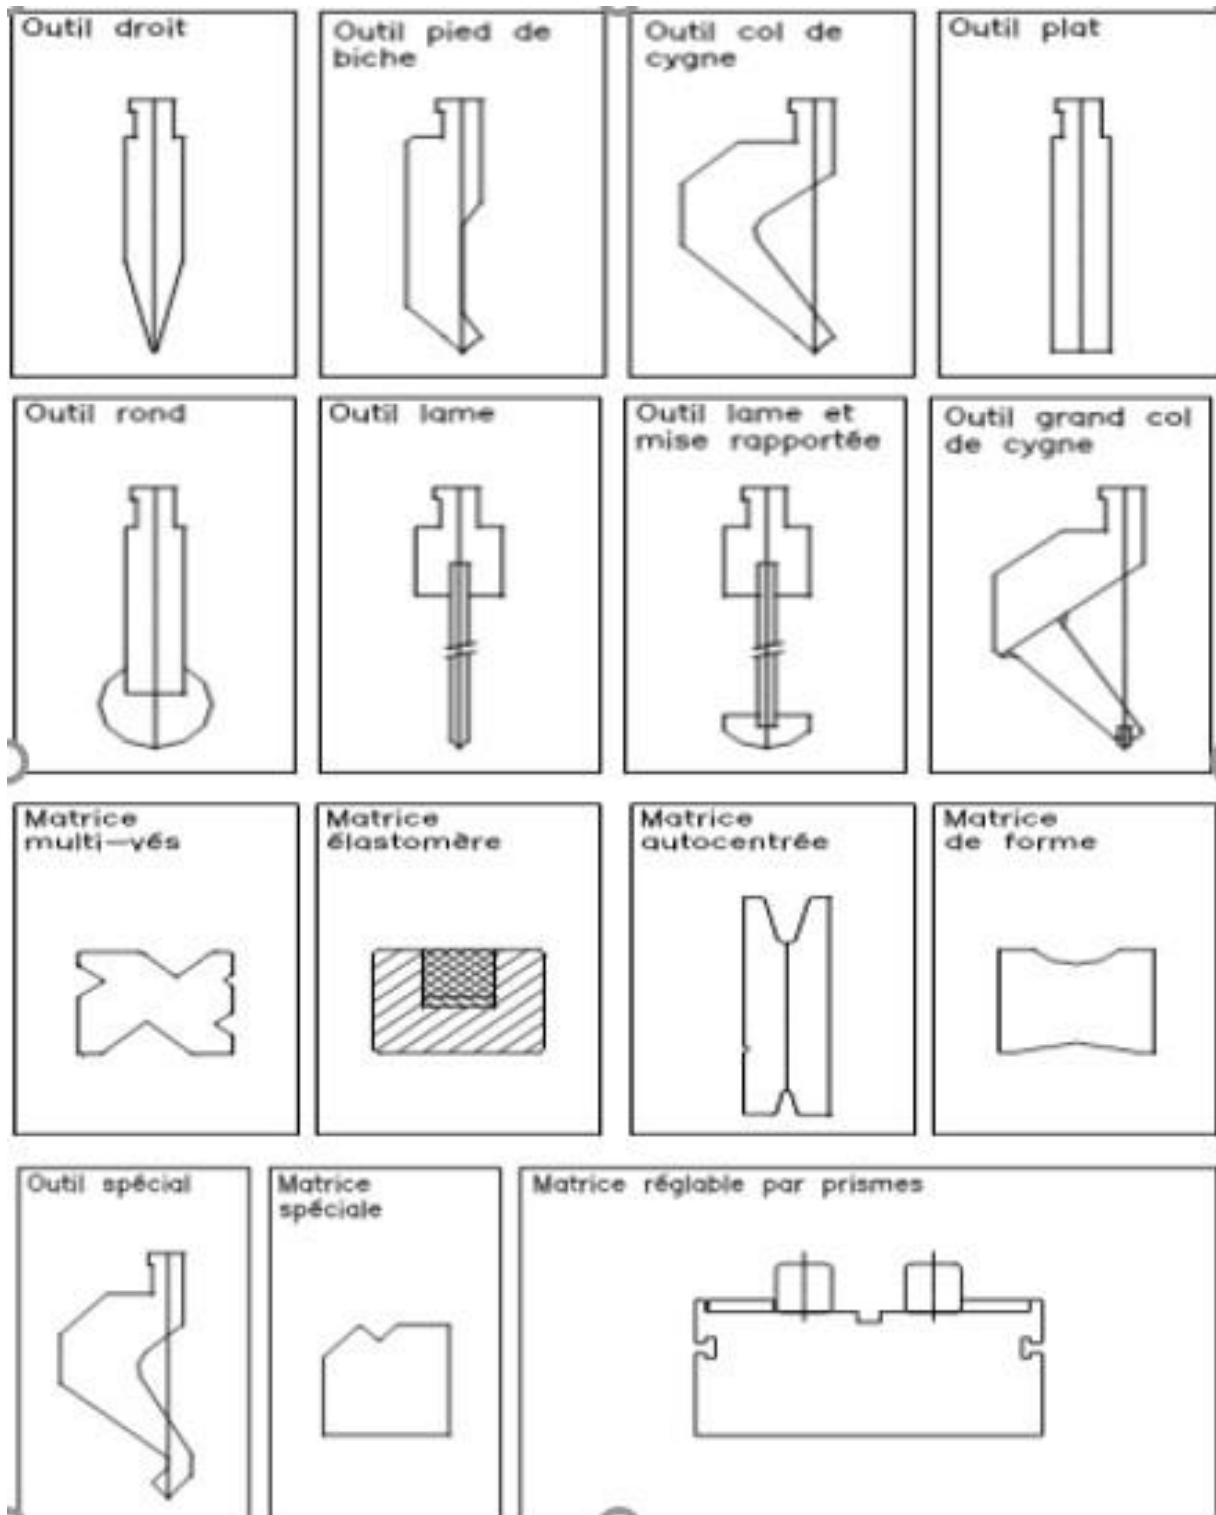 Outil droit
Outil pied de
biche
Outil col de
cygne
Outil plat
Outil rond
Outil lame
Outil lame et
mise rapportée
Outil grand col
de cygne
Matrice
multi-vés
Matrice
élastomère
Matrice
autocentrée
Matrice
de forme
Outil spécial
Matrice
spéciale
Matrice réglable par prismes